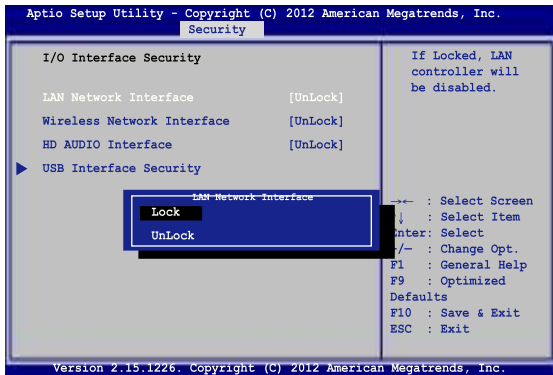 Aptio Setup Utility - Copyright (C) 2012 American Megatrends, Inc.
Security
I/O Interface Security
LAN Network Interface [UnLock]
Wireless Network Interface [UnLock]
HD AUDIO Interface [UnLock]
USB Interface Security
If Locked, LAN
controller will
be disabled.
LAN Network Interface
Lock
UnLock
→← : Select Screen
↓ : Select Item
Enter: Select
/— : Change Opt.
F1 : General Help
F9 : Optimized
Defaults
F10 : Save & Exit
ESC : Exit
Version 2.15.1226. Copyright (C) 2012 American Megatrends, Inc.